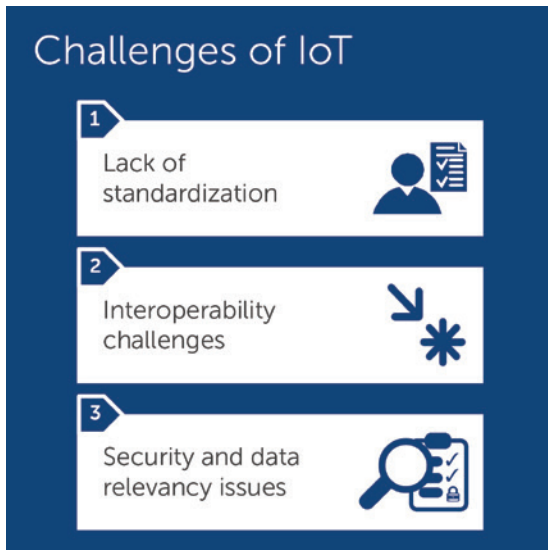 Challenges of IoT
1
Lack of
standardization
2
Interoperability
challenges
3
Security and data
relevancy issues